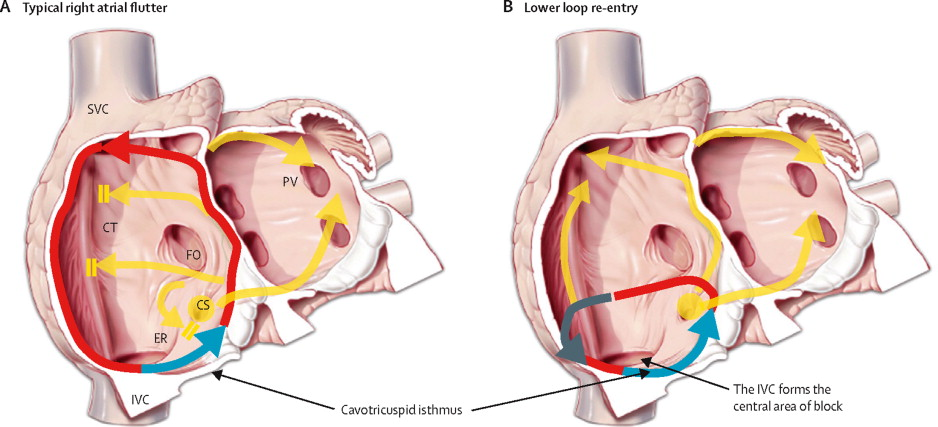 A Typical right atrial flutter
B Lower loop re-entry
SVC
PV
CT
FO
CS
ER
IVC
Cavotricuspid isthmus
The IVC forms the
central area of block